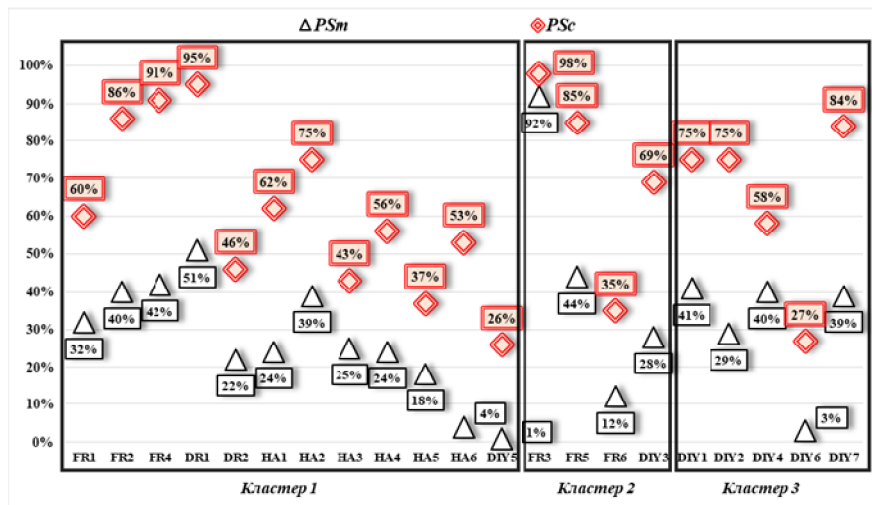 PSm PSc
100%
90%
80%
70%
60%
50%
40%
30%
20%
10%
0%
60% 86% 91% 95% 46% 62% 75% 43% 56% 37% 53% 26% 98% 85% 35% 69% 75% 75% 58% 27% 84%
32% 40% 42% 51% 22% 24% 39% 25% 24% 18% 4% 1% 92% 44% 12% 28% 41% 29% 40% 3% 39%
FR1 FR2 FR4 DR1 DR2 HA1 HA2 HA3 HA4 HA5 HA6 DIY5 FR3 FR5 FR6 DIY3 DIY1 DIY2 DIY4 DIY6 DIY7
Кластер 1 Кластер 2 Кластер 3